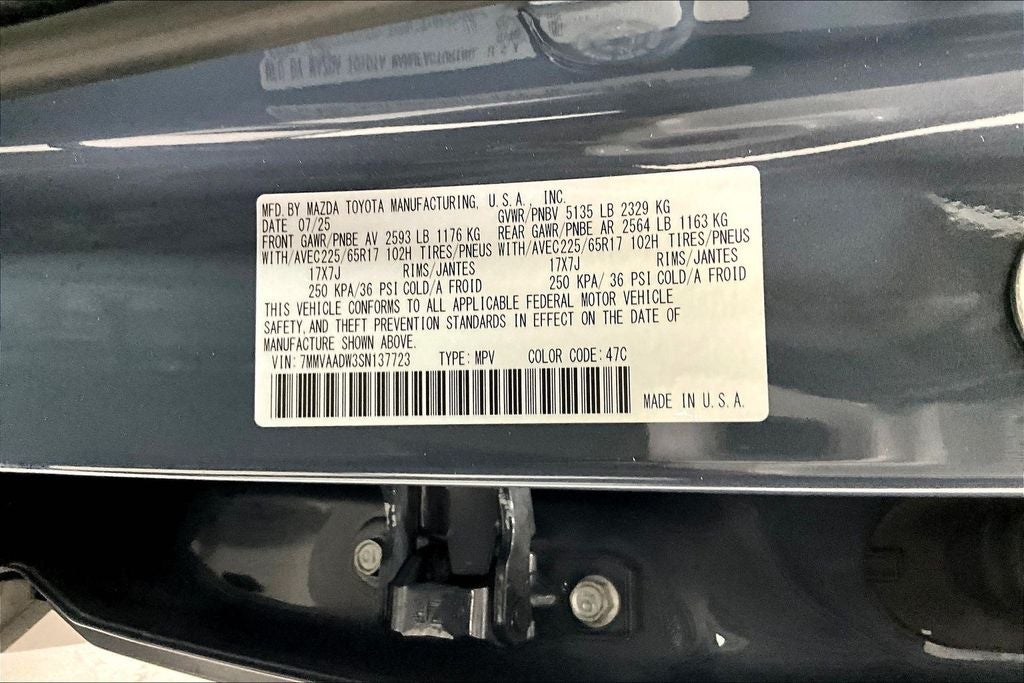 MFD. BY MAZDA TOYOTA MANUFACTURING, U.S.A., INC.
DATE 07/25 GVWR/PNBV 5135 LB 2329 KG
FRONT GAWR/PNBE AV 2593 LB 1176 KG REAR GAWR/PNBE AR 2564 LB 1163 KG
WITH/AVEC225/65R17 102H TIRES/PNEUS WITH/AVEC225/65R17 102H TIRES/PNEUS
17X7J RIMS/JANTES 17X7J RIMS/JANTES
250 KPA/36 PSI COLD/A FROID 250 KPA/36 PSI COLD/A FROID
THIS VEHICLE CONFORMS TO ALL APPLICABLE FEDERAL MOTOR VEHICLE
SAFETY, AND THEFT PREVENTION STANDARDS IN EFFECT ON THE DATE OF
MANUFACTURE SHOWN ABOVE.
VIN: 7MMVAADW3SN137723 TYPE: MPV COLOR CODE: 47C
MADE IN U.S.A.